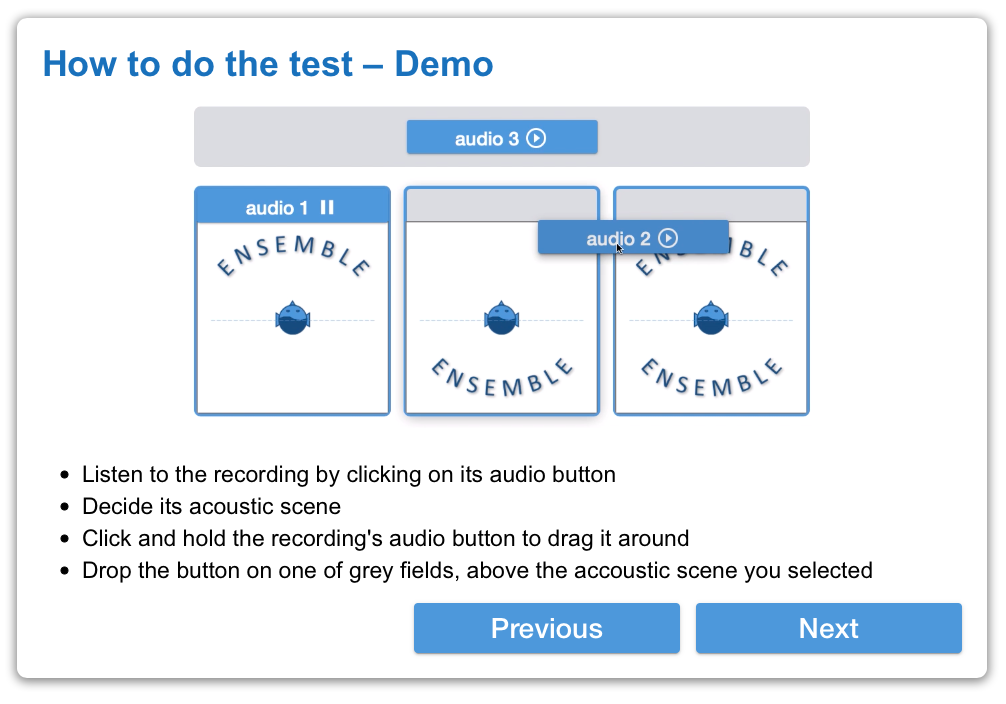 How to do the test – Demo
audio 3
audio 1
audio 2
ENSEMBLE
ENSEMBLE
ENSEMBLE
ENSEMBLE
• Listen to the recording by clicking on its audio button
• Decide its acoustic scene
• Click and hold the recording's audio button to drag it around
• Drop the button on one of grey fields, above the accoustic scene you selected
Previous
Next